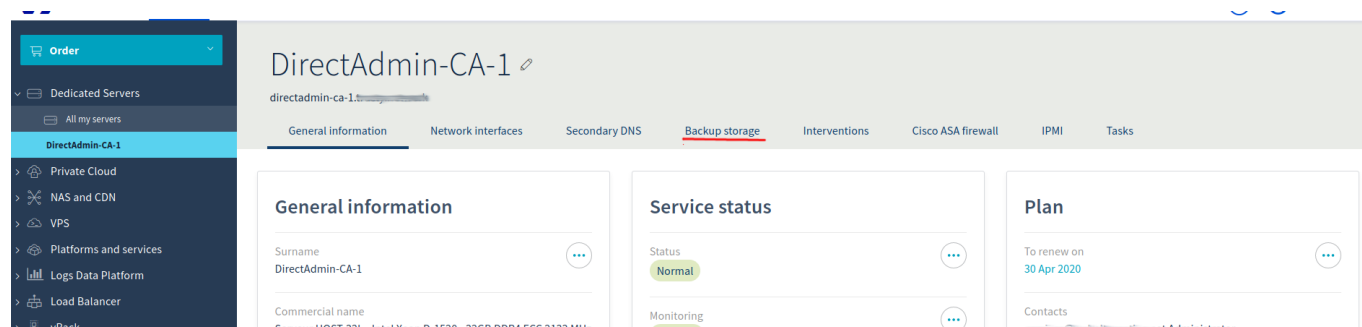 Order
DirectAdmin-CA-1
directadmin-ca-1.
Dedicated Servers
All my servers
DirectAdmin-CA-1
General information Network interfaces Secondary DNS Backup storage Interventions Cisco ASA firewall IPMI Tasks
Private Cloud
NAS and CDN
VPS
Platforms and services
Logs Data Platform
Load Balancer
General information
Surname
DirectAdmin-CA-1
Commercial name
Service status
Status
Normal
Monitoring
Plan
To renew on
30 Apr 2020
Contacts